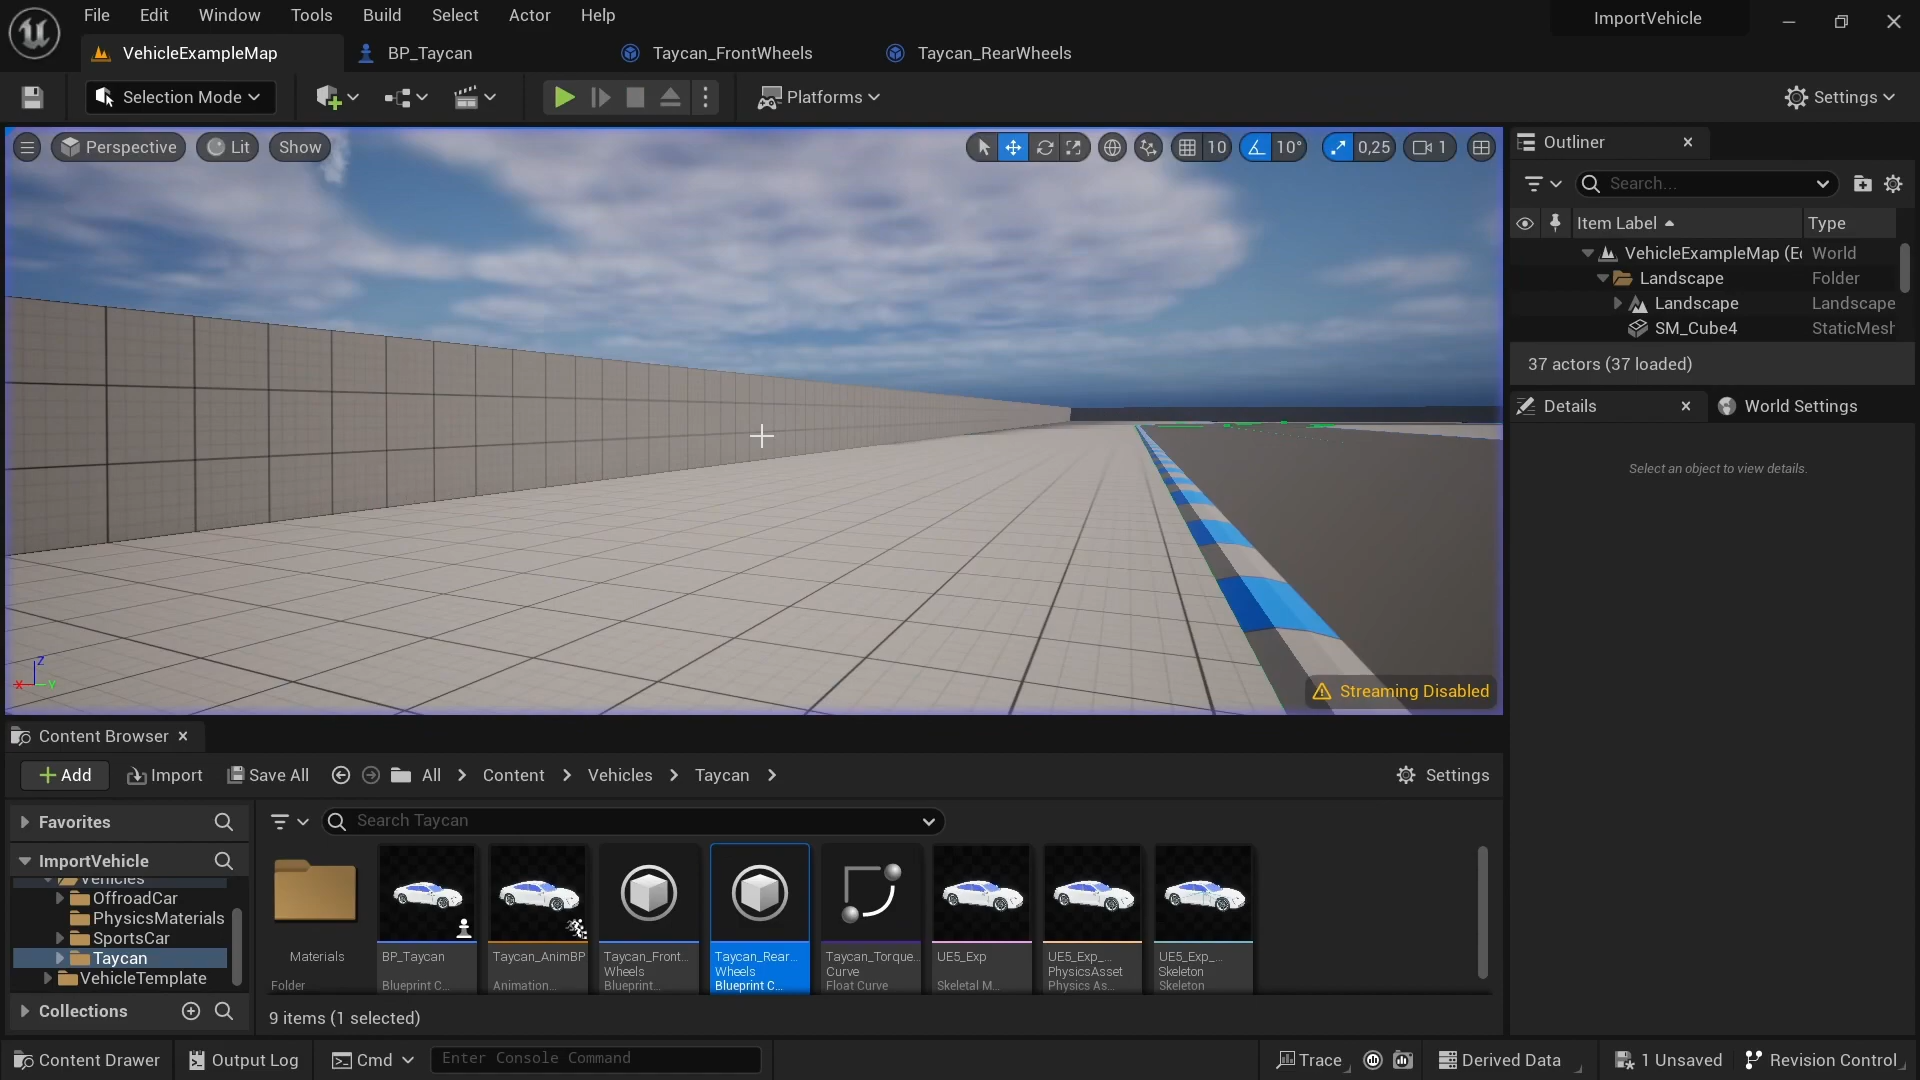 File Edit Window Tools Build Select Actor Help
ImportVehicle
VehicleExampleMap BP_Taycan Taycan_FrontWheels Taycan_RearWheels
Selection Mode Platforms Settings
Perspective Lit Show 10 10° 0,25 1
Outliner
Search...
Item Label Type
VehicleExampleMap (Ec World
Landscape Folder
Landscape Landscape
SM_Cube4 StaticMesh
37 actors (37 loaded)
Details World Settings
Select an object to view details.
Z
X Y
Streaming Disabled
Content Browser
Add Import Save All All Content Vehicles Taycan Settings
Favorites
Search Taycan
ImportVehicle
Vehicles
OffroadCar
PhysicsMaterials
SportsCar
Taycan
VehicleTemplate
Collections
Materials
Folder
BP_Taycan
Blueprint C...
Taycan_AnimBP
Animation...
Taycan_Front...
Wheels
Blueprint...
Taycan_Rear...
Wheels
Blueprint C...
Taycan_Torque...
Curve
Float Curve
UE5_Exp
Skeletal M...
UE5_Exp_...
PhysicsAsset
Physics As...
UE5_Exp_...
Skeleton
Skeleton
9 items (1 selected)
Content Drawer Output Log Cmd Enter Console Command Trace Derived Data 1 Unsaved Revision Control